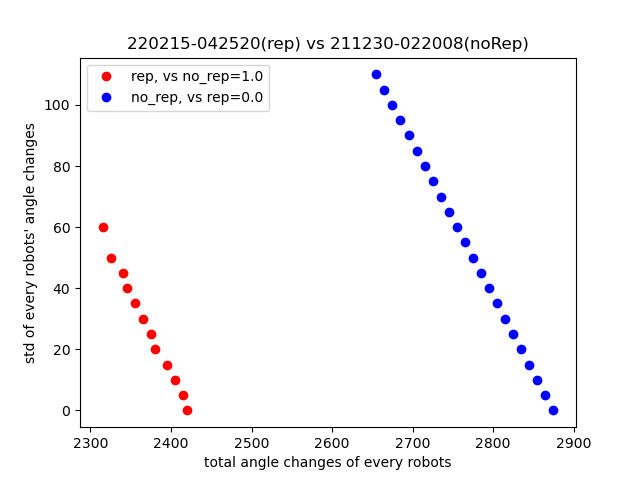 220215-042520(rep) vs 211230-022008(noRep)
rep, vs no_rep=1.0
no_rep, vs rep=0.0
std of every robots' angle changes
100
80
60
40
20
0
2300 2400 2500 2600 2700 2800 2900
total angle changes of every robots